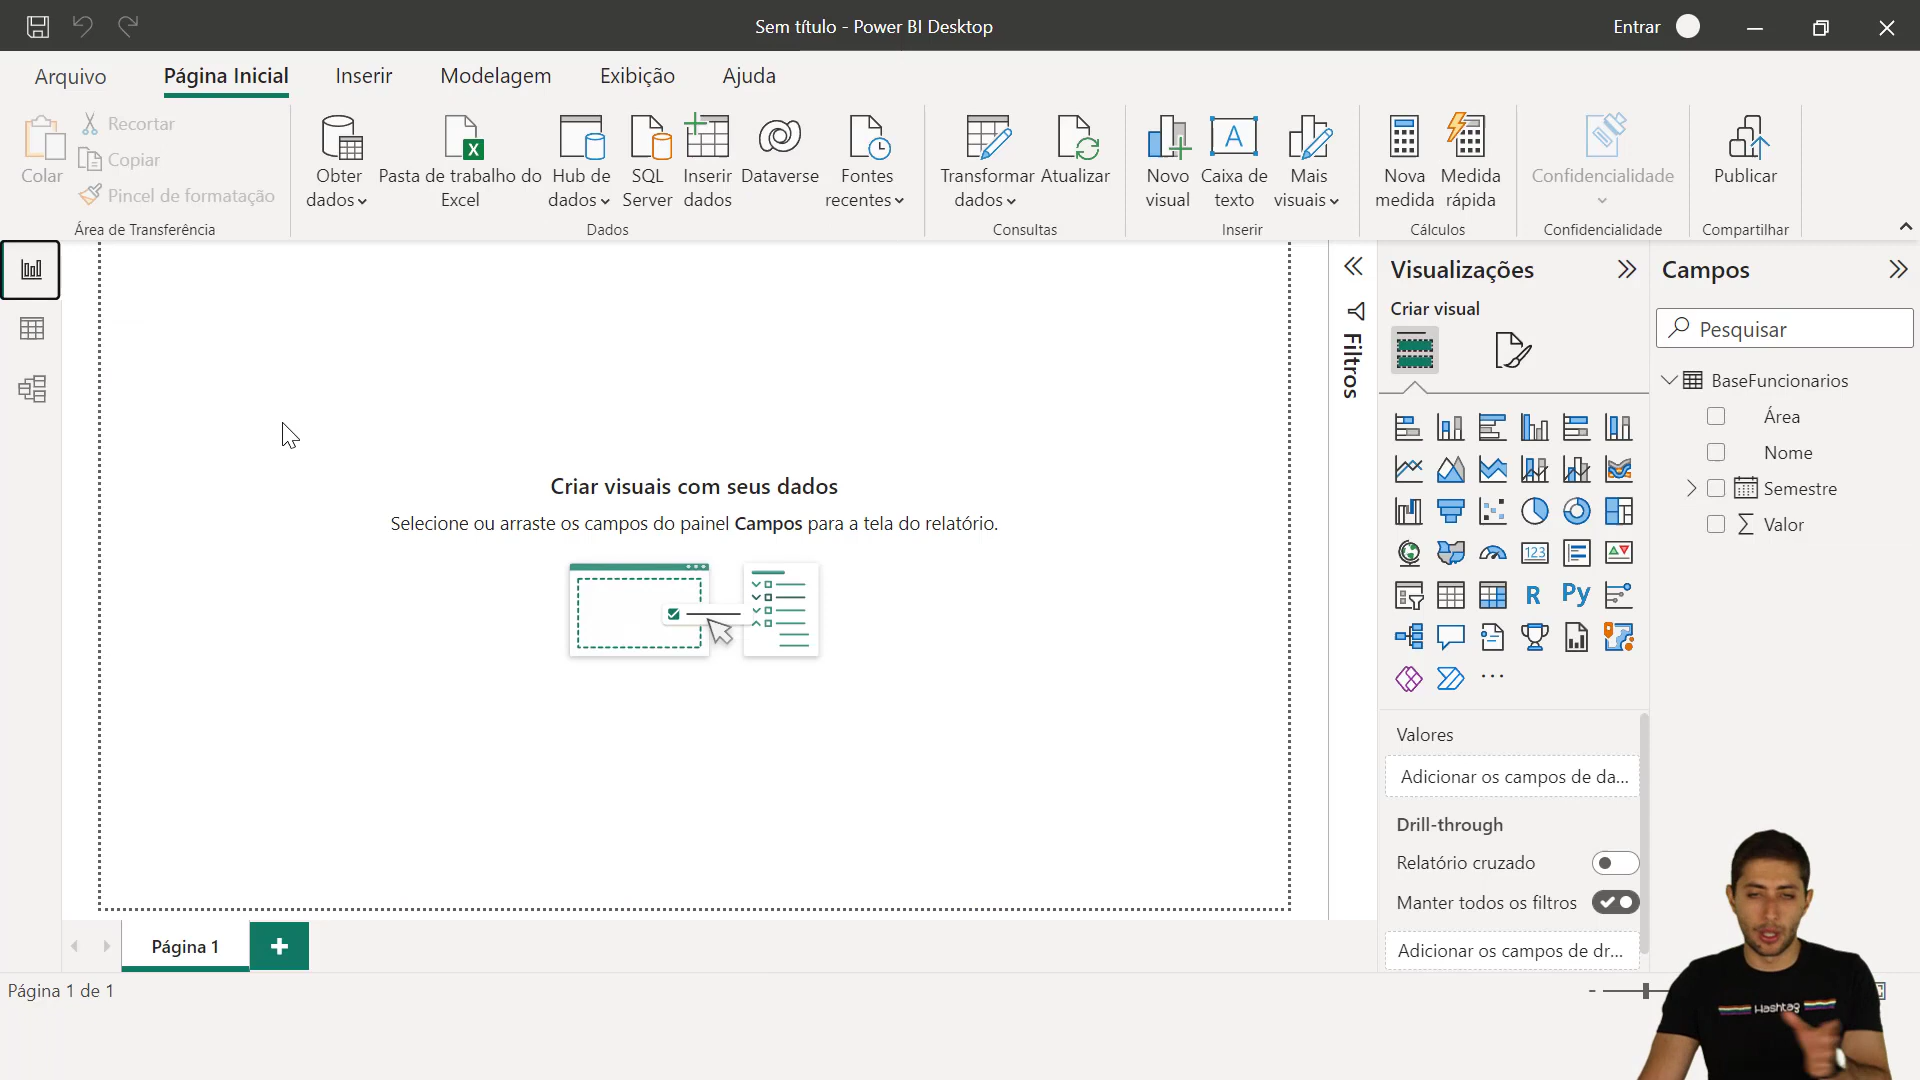 Sem título - Power BI Desktop
Entrar
Arquivo
Página Inicial
Inserir
Modelagem
Exibição
Ajuda
Colar
Recortar
Copiar
Pincel de formatação
Área de Transferência
Obter
dados
Pasta de trabalho do
Excel
Hub de
dados
SQL
Server
Inserir
dados
Dataverse
Fontes
recentes
Dados
Transformar
dados
Atualizar
Consultas
Novo
visual
Caixa de
texto
Mais
visuais
Inserir
Nova
medida
Medida
rápida
Cálculos
Confidencialidade
Confidencialidade
Publicar
Compartilhar
Criar visuais com seus dados
Selecione ou arraste os campos do painel Campos para a tela do relatório.
Filtros
Visualizações
Criar visual
123
R
Py
...
Valores
Adicionar os campos de da...
Drill-through
Relatório cruzado
Manter todos os filtros
Adicionar os campos de dr...
Campos
Pesquisar
BaseFuncionarios
Área
Nome
Semestre
Valor
Página 1
Página 1 de 1
Hashtag